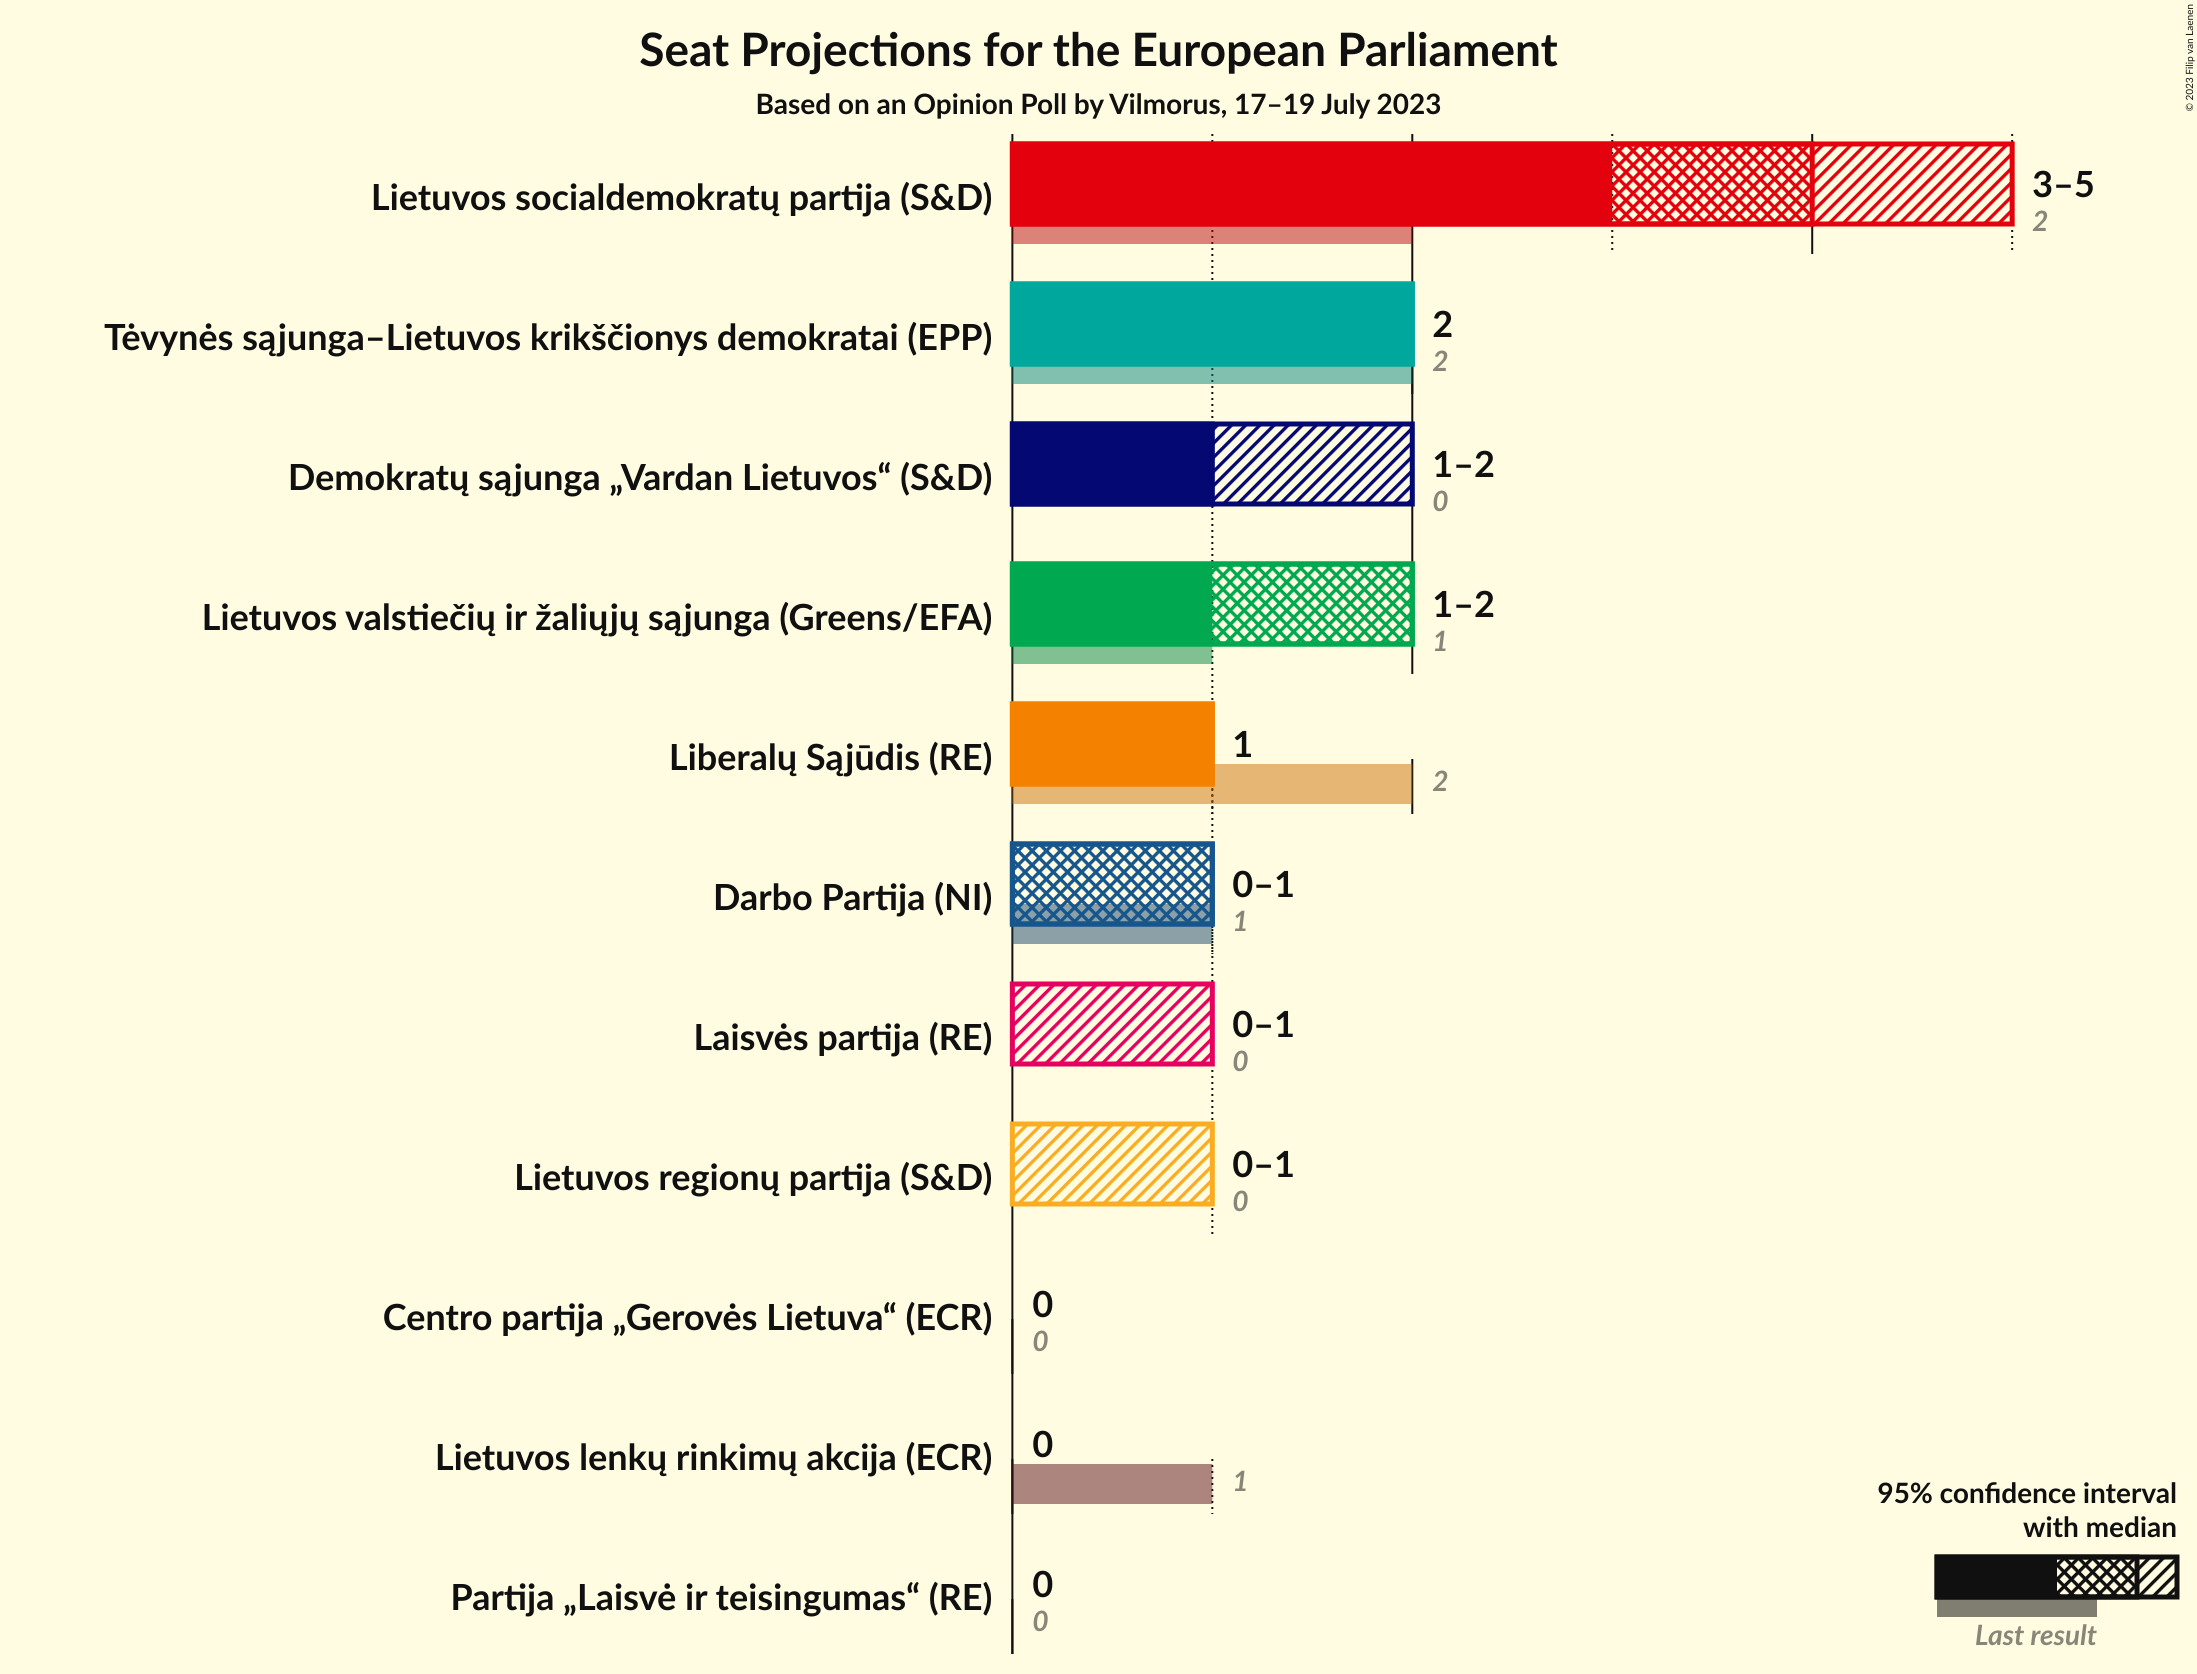 Seat Projections for the European Parliament
Based on an Opinion Poll by Vilmorus, 17–19 July 2023
© 2023 Filip van Laenen
Lietuvos socialdemokratų partija (S&D)
3–5
2
Tėvynės sąjunga–Lietuvos krikščionys demokratai (EPP)
2
2
Demokratų sąjunga „Vardan Lietuvos“ (S&D)
1–2
0
Lietuvos valstiečių ir žaliųjų sąjunga (Greens/EFA)
1–2
1
Liberalų Sąjūdis (RE)
1
2
Darbo Partija (NI)
0–1
1
Laisvės partija (RE)
0–1
0
Lietuvos regionų partija (S&D)
0–1
0
Centro partija „Gerovės Lietuva“ (ECR)
0
0
Lietuvos lenkų rinkimų akcija (ECR)
0
1
Partija „Laisvė ir teisingumas“ (RE)
0
0
95% confidence interval
with median
Last result